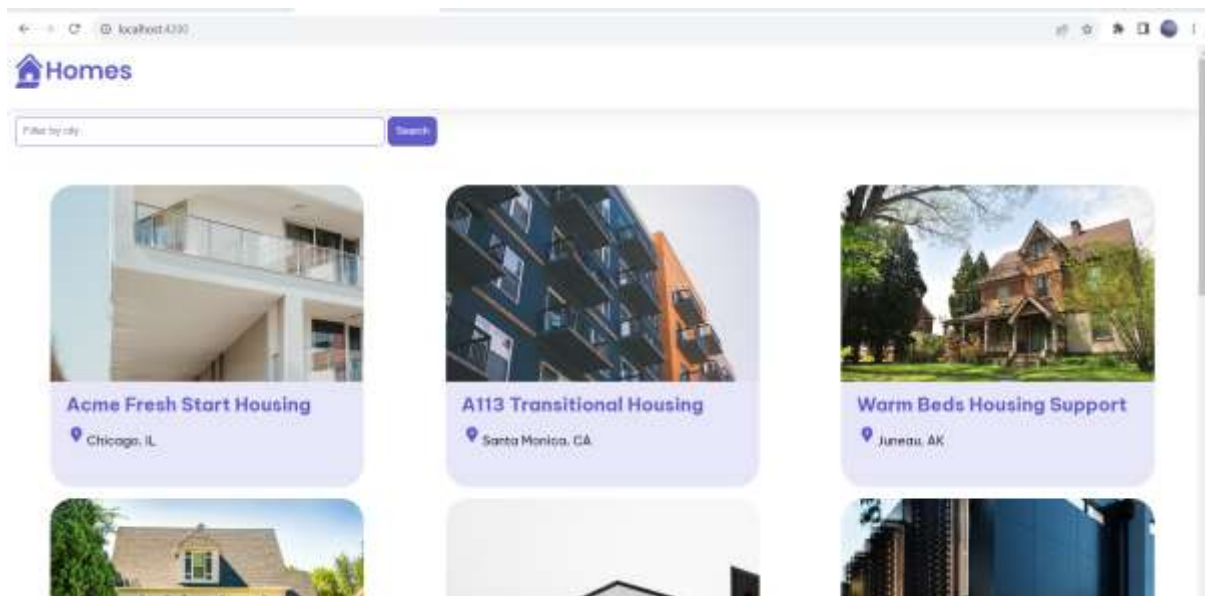 localhost:4200
Homes
Filter by city
Search
Acme Fresh Start Housing
A113 Transitional Housing
Warm Beds Housing Support
Chicago, IL
Santa Monica, CA
Juneau, AK